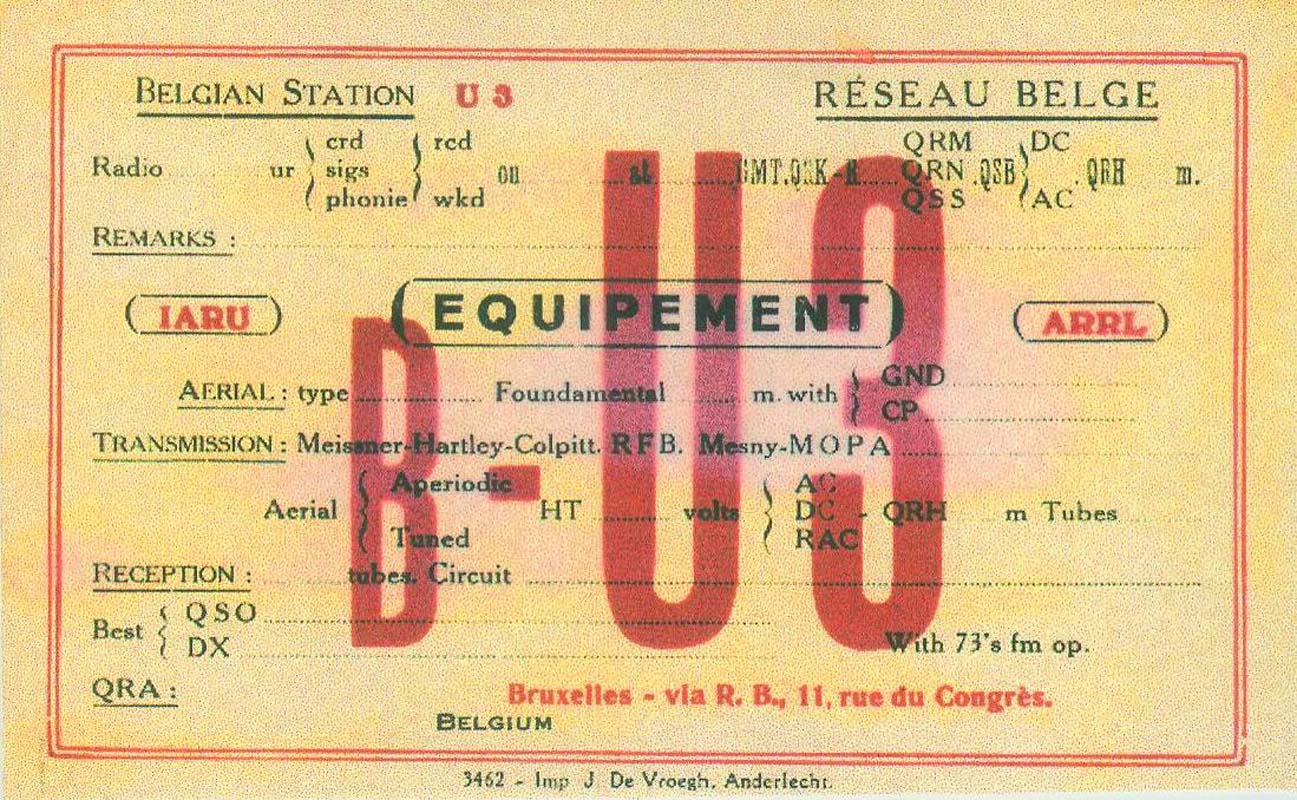 BELGIAN STATION U 3 RÉSEAU BELGE
Radio ur { crd sigs phonie } rcd wkd on at GMT. QSK-R QRM QRN QSS .QSB } DC AC . QRH m.
REMARKS :
(IARU) (EQUIPEMENT) (ARRL)
B-U3
AERIAL : type Foundamental m. with { GND CP
TRANSMISSION : Meissner-Hartley-Colpitt. RFB. Mesny-MOPA
Aerial { Aperiodic Tuned HT volts { AC DC RAC - QRH m Tubes
RECEPTION : tubes. Circuit
Best { QSO DX
With 73's fm op.
QRA : Bruxelles - via R. B., 11, rue du Congrès.
BELGIUM
3462 - Imp J De Vroegh. Anderlecht.